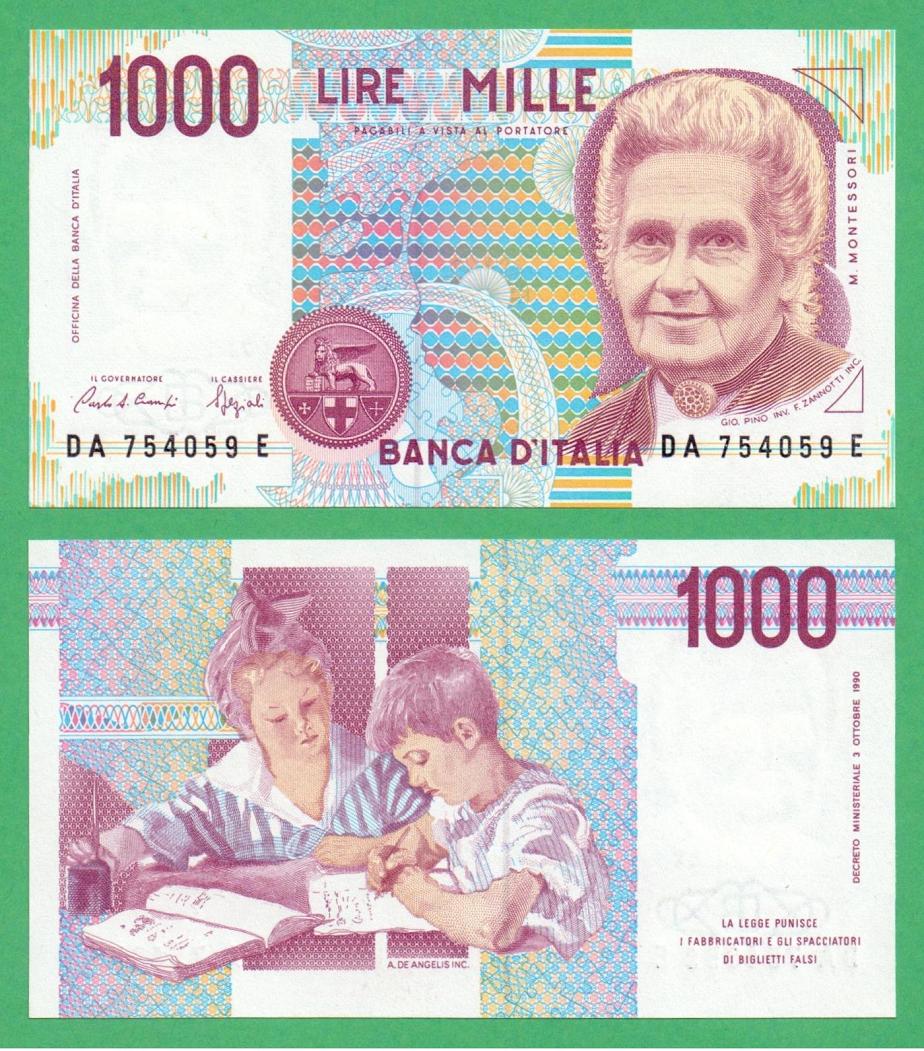 1000 LIRE MILLE
PAGABILI A VISTA AL PORTATORE
OFFICINA DELLA BANCA D'ITALIA
M. MONTESSORI
IL GOVERNATORE
IL CASSIERE
GIO. PINO INV. F. ZANNOTTI INC.
DA 754059 E
BANCA D'ITALIA
DA 754059 E
1000
DECRETO MINISTERIALE 3 OTTOBRE 1990
LA LEGGE PUNISCE
I FABBRICATORI E GLI SPACCIATORI
DI BIGLIETTI FALSI
A. DE ANGELIS INC.